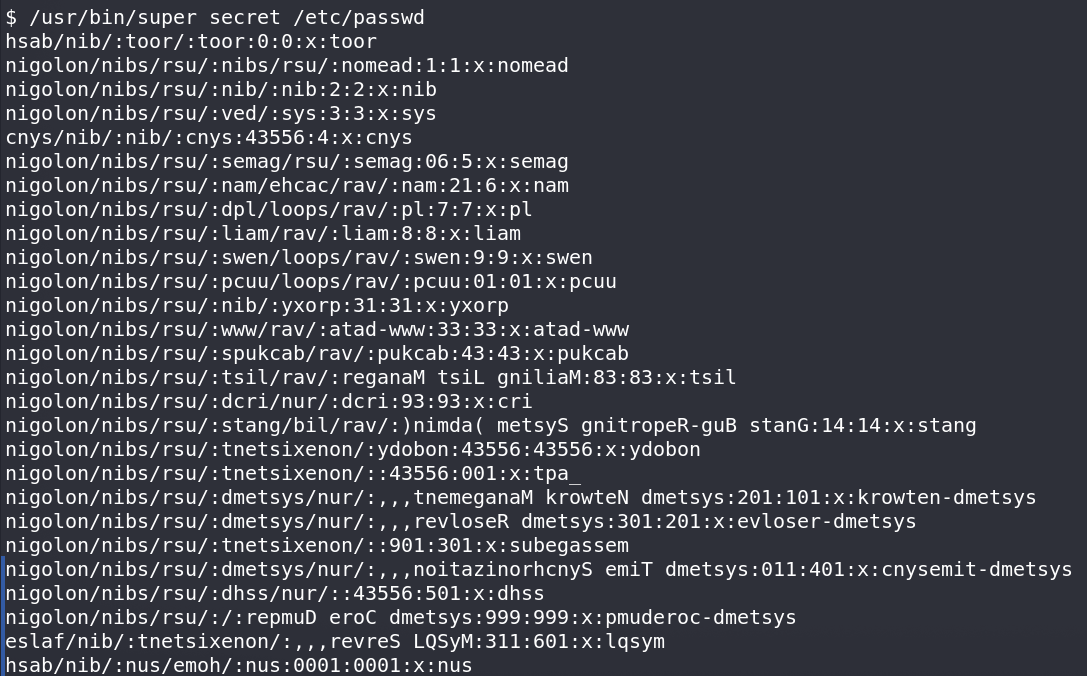 $ /usr/bin/super secret /etc/passwd
hsab/nib/:toor/:toor:0:0:x:toor
nigolon/nibs/rsu/:nibs/rsu/:nomead:1:1:x:nomead
nigolon/nibs/rsu/:nib/:nib:2:2:x:nib
nigolon/nibs/rsu/:ved/:sys:3:3:x:sys
cnys/nib/:nib/:cnys:43556:4:x:cnys
nigolon/nibs/rsu/:semag/rsu/:semag:06:5:x:semag
nigolon/nibs/rsu/:nam/ehcac/rav/:nam:21:6:x:nam
nigolon/nibs/rsu/:dpl/loops/rav/:pl:7:7:x:pl
nigolon/nibs/rsu/:liam/rav/:liam:8:8:x:liam
nigolon/nibs/rsu/:swen/loops/rav/:swen:9:9:x:swen
nigolon/nibs/rsu/:pcuu/loops/rav/:pcuu:01:01:x:pcuu
nigolon/nibs/rsu/:nib/:yxorp:31:31:x:yxorp
nigolon/nibs/rsu/:www/rav/:atad-www:33:33:x:atad-www
nigolon/nibs/rsu/:spukcab/rav/:pukcab:43:43:x:pukcab
nigolon/nibs/rsu/:tsil/rav/:reganaM tsiL gniliaM:83:83:x:tsil
nigolon/nibs/rsu/:dcri/nur/:dcri:93:93:x:cri
nigolon/nibs/rsu/:stang/bil/rav/:)nimda( metsyS gnitropeR-guB stanG:14:14:x:stang
nigolon/nibs/rsu/:tnetsixenon/:ydobon:43556:43556:x:ydobon
nigolon/nibs/rsu/:tnetsixenon/::43556:001:x:tpa_
nigolon/nibs/rsu/:dmetsys/nur/:,,,tnemeganaM krowteN dmetsys:201:101:x:krowten-dmetsys
nigolon/nibs/rsu/:dmetsys/nur/:,,,revloseR dmetsys:301:201:x:evloser-dmetsys
nigolon/nibs/rsu/:tnetsixenon/::901:301:x:subegassem
nigolon/nibs/rsu/:dmetsys/nur/:,,,noitazinorhcnyS emiT dmetsys:011:401:x:cnysemit-dmetsys
nigolon/nibs/rsu/:dhss/nur/::43556:501:x:dhss
nigolon/nibs/rsu/:/:repmuD eroC dmetsys:999:999:x:pmuderoc-dmetsys
eslaf/nib/:tnetsixenon/:,,,revreS LQSyM:311:601:x:lqsym
hsab/nib/:nus/emoh/:nus:0001:0001:x:nus